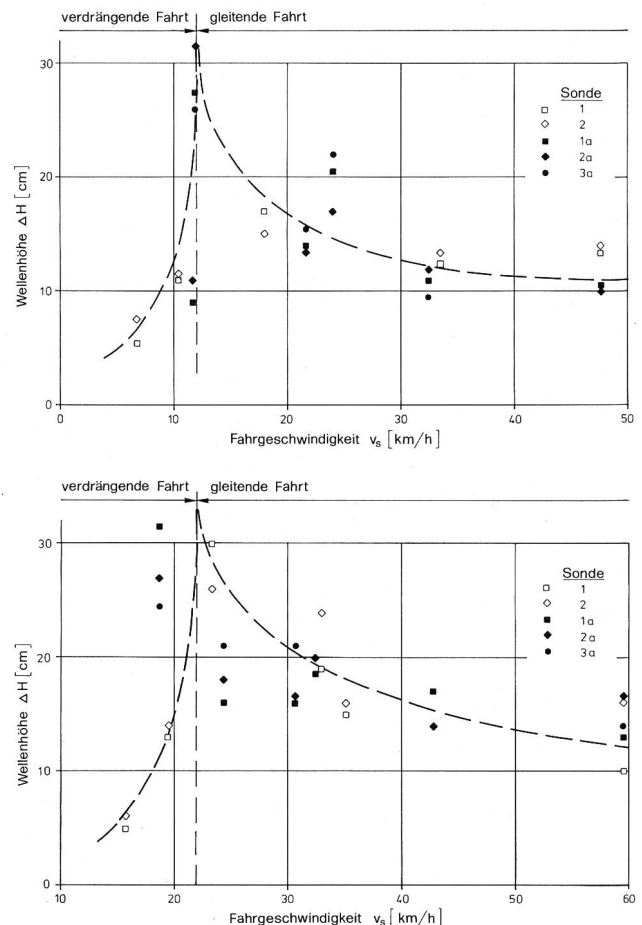 verdrängende Fahrt gleitende Fahrt
30
20
10
0
Wellenhöhe ΔH [cm]
Sonde
1
2
1a
2a
3a
0 10 20 30 40 50
Fahrgeschwindigkeit vs [km/h]
verdrängende Fahrt gleitende Fahrt
30
20
10
0
Wellenhöhe ΔH [cm]
Sonde
1
2
1a
2a
3a
10 20 30 40 50 60
Fahrgeschwindigkeit vs [km/h]